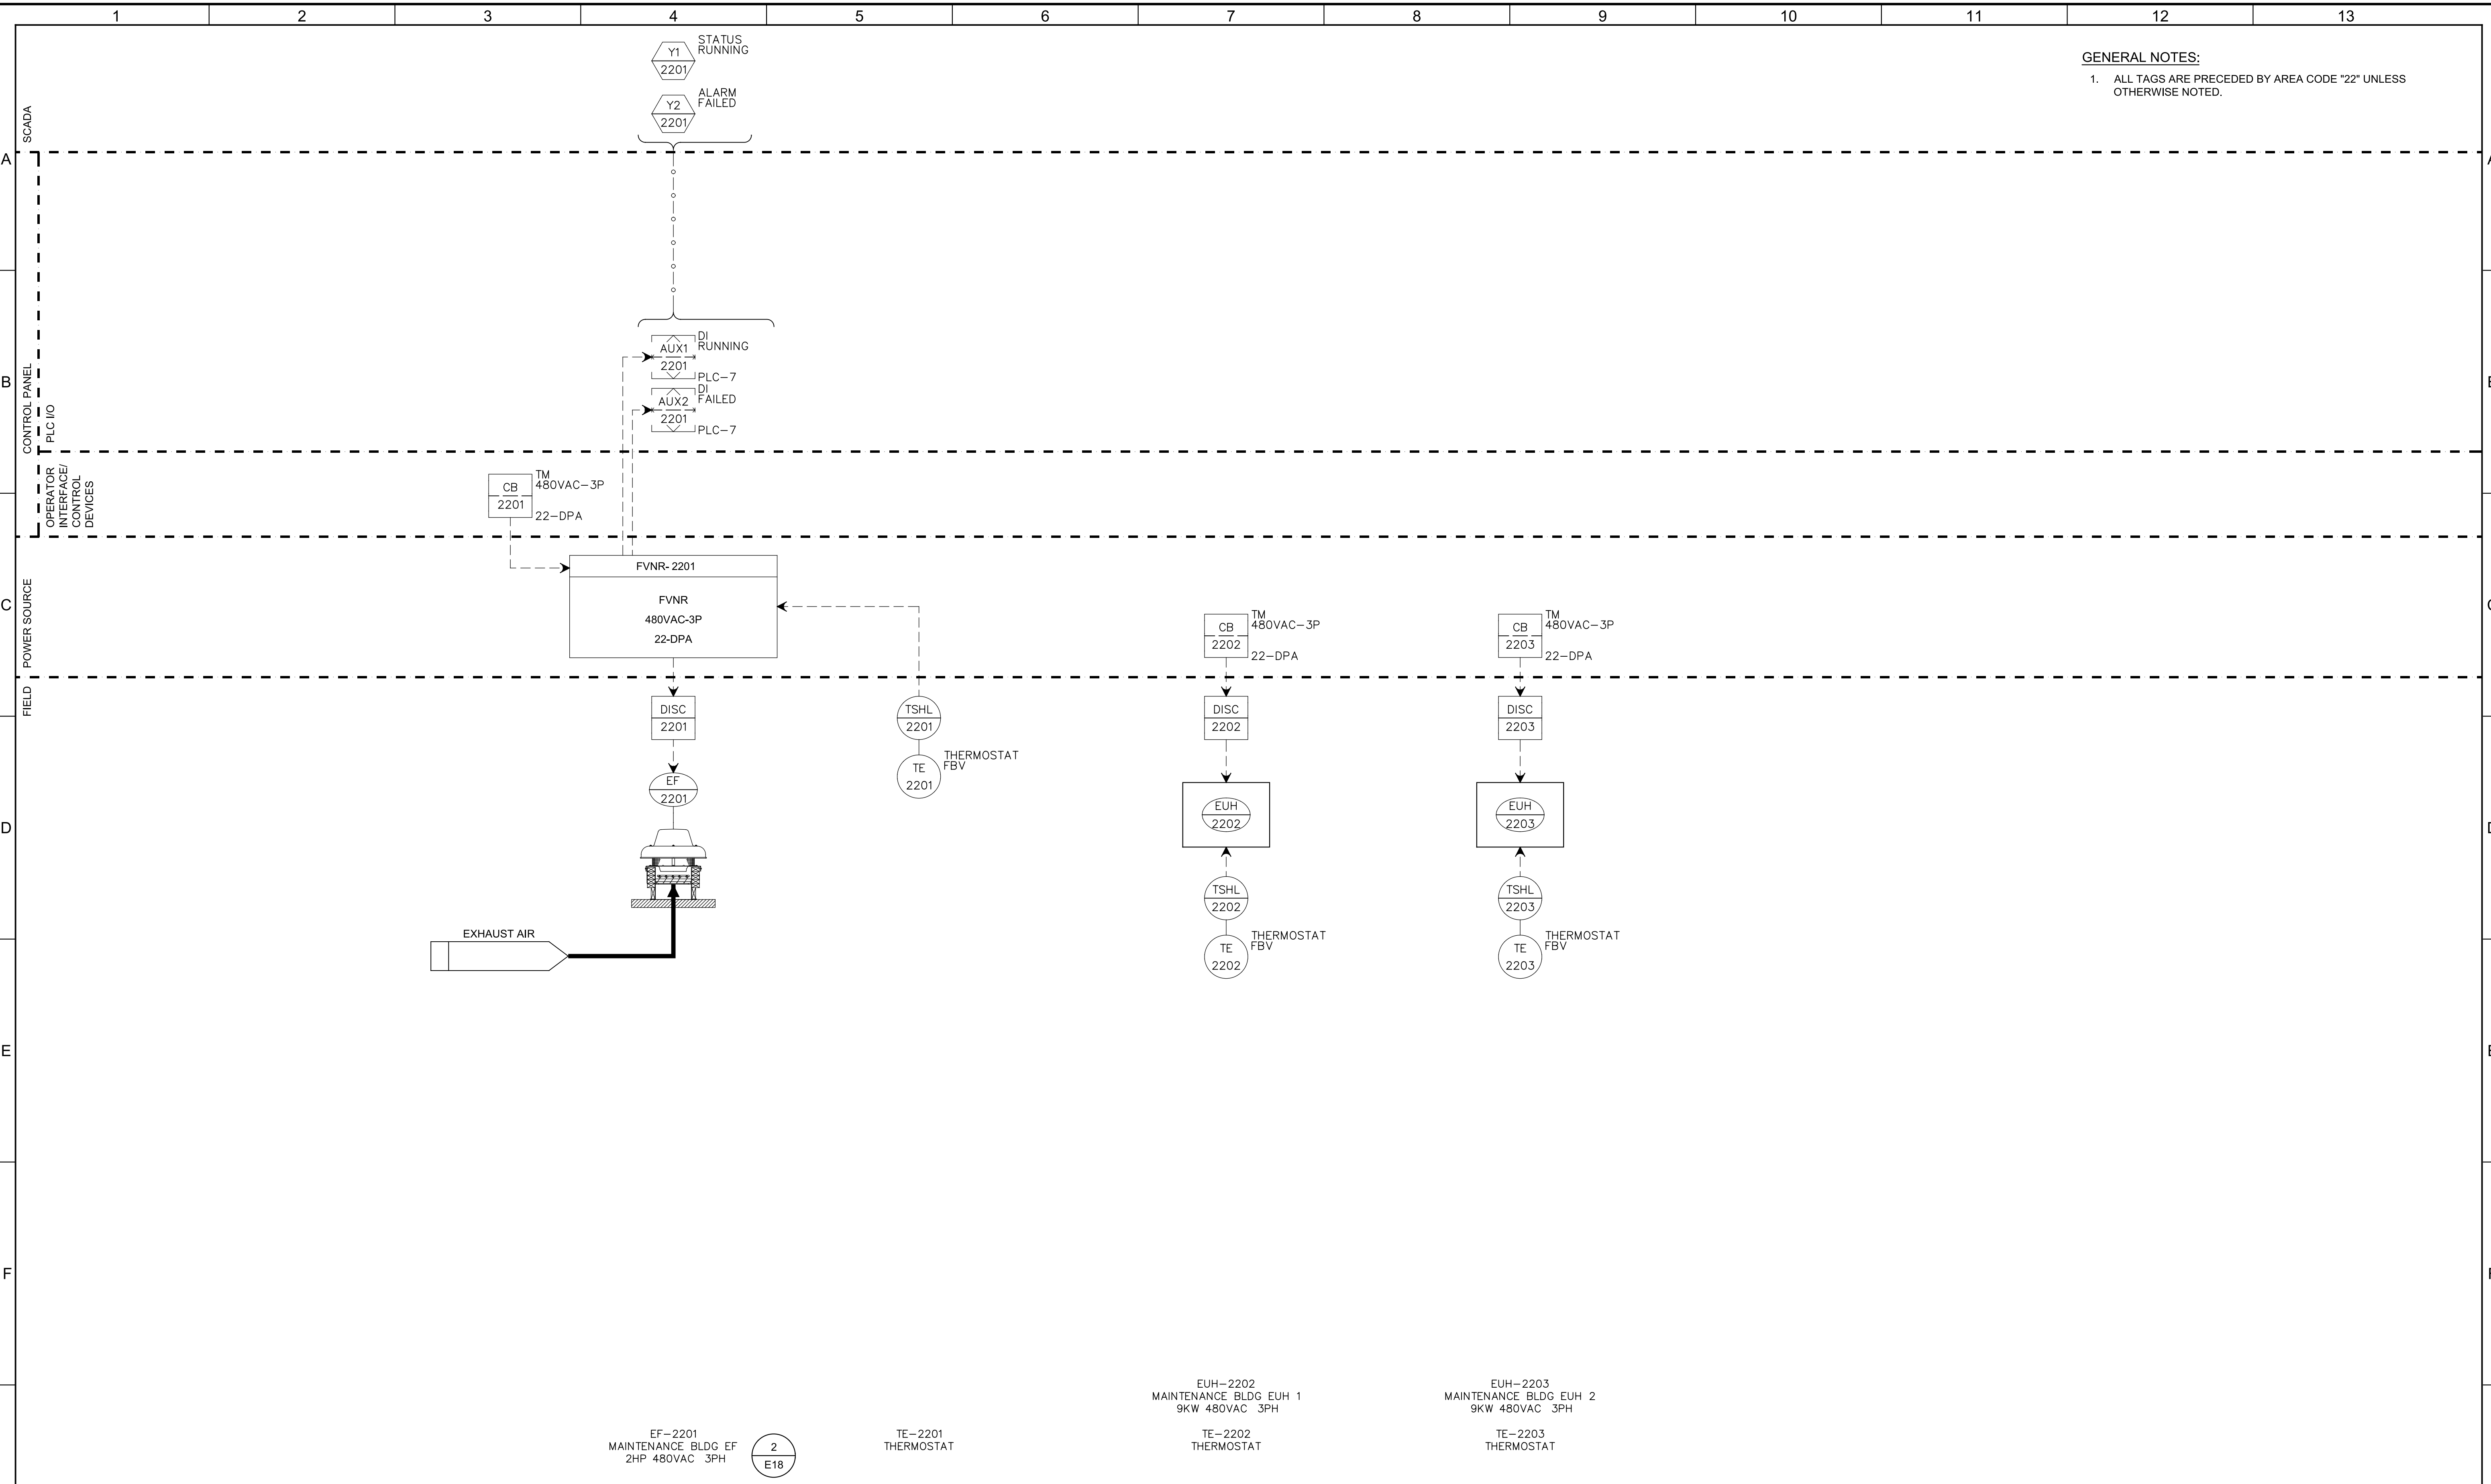 1 2 3 4 5 6 7 8 9 10 11 12 13
Y1
2201
STATUS
RUNNING
Y2
2201
ALARM
FAILED
GENERAL NOTES:
1. ALL TAGS ARE PRECEDED BY AREA CODE "22" UNLESS
OTHERWISE NOTED.
SCADA
A
A
AUX1
2201
DI
RUNNING
PLC-7
AUX2
2201
DI
FAILED
PLC-7
B
B
CONTROL PANEL
PLC I/O
OPERATOR
INTERFACE/
CONTROL
DEVICES
CB
2201
TM
480VAC-3P
22-DPA
C
C
POWER SOURCE
FVNR-2201
FVNR
480VAC-3P
22-DPA
CB
2202
TM
480VAC-3P
22-DPA
CB
2203
TM
480VAC-3P
22-DPA
FIELD
DISC
2201
TSHL
2201
TE
2201
THERMOSTAT
FBV
DISC
2202
DISC
2203
EF
2201
EUH
2202
EUH
2203
D
D
TSHL
2202
TE
2202
THERMOSTAT
FBV
TSHL
2203
TE
2203
THERMOSTAT
FBV
EXHAUST AIR
E
E
F
F
EF-2201
MAINTENANCE BLDG EF
2HP 480VAC 3PH
2
E18
TE-2201
THERMOSTAT
EUH-2202
MAINTENANCE BLDG EUH 1
9KW 480VAC 3PH
TE-2202
THERMOSTAT
EUH-2203
MAINTENANCE BLDG EUH 2
9KW 480VAC 3PH
TE-2203
THERMOSTAT